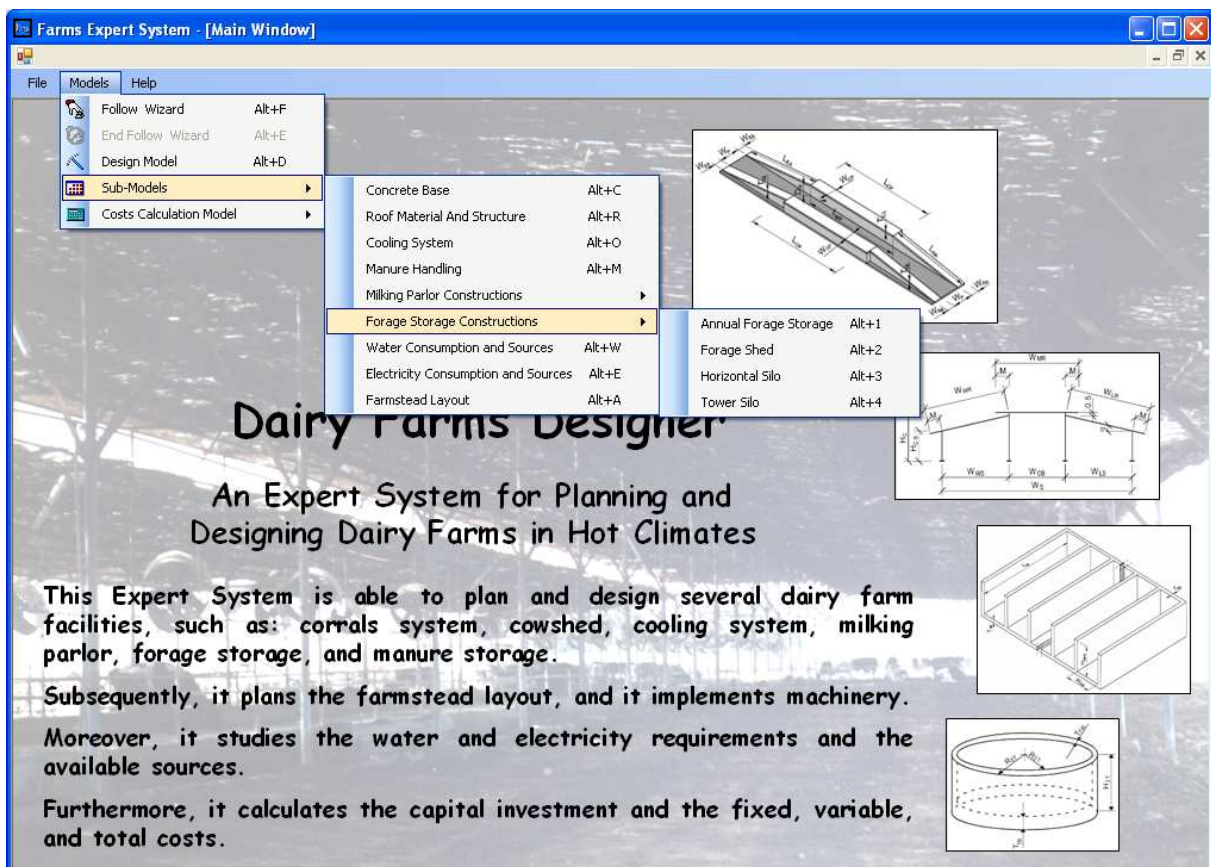 Farms Expert System - [Main Window]
File Models Help
Follow Wizard Alt+F
End Follow Wizard Alt+E
Design Model Alt+D
Sub-Models
Costs Calculation Model
Concrete Base Alt+C
Roof Material And Structure Alt+R
Cooling System Alt+O
Manure Handling Alt+M
Milking Parlor Constructions
Forage Storage Constructions
Water Consumption and Sources Alt+W
Electricity Consumption and Sources Alt+E
Farmstead Layout Alt+A
Annual Forage Storage Alt+1
Forage Shed Alt+2
Horizontal Silo Alt+3
Tower Silo Alt+4
Dairy Farms Designer
An Expert System for Planning and
Designing Dairy Farms in Hot Climates
This Expert System is able to plan and design several dairy farm
facilities, such as: corrals system, cowshed, cooling system, milking
parlor, forage storage, and manure storage.
Subsequently, it plans the farmstead layout, and it implements machinery.
Moreover, it studies the water and electricity requirements and the
available sources.
Furthermore, it calculates the capital investment and the fixed, variable,
and total costs.